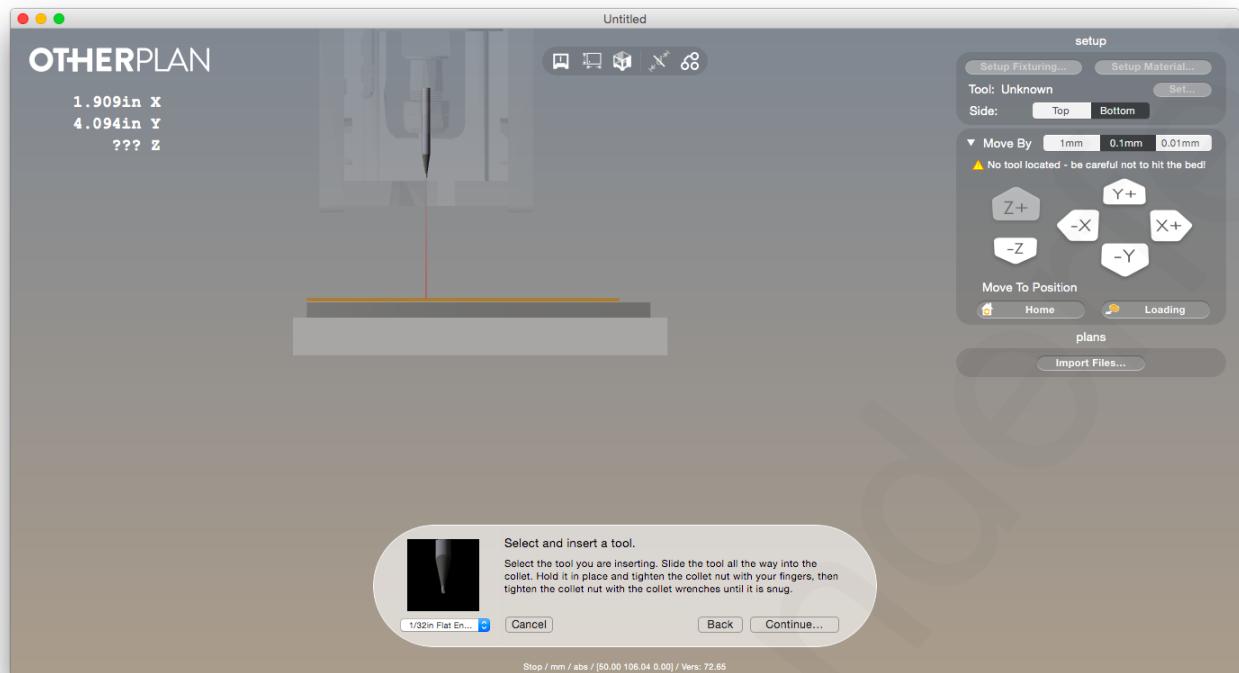 Untitled
OTHERPLAN
1.909in X
4.094in Y
??? Z
setup
Setup Fixturing... Setup Material...
Tool: Unknown Set...
Side: Top Bottom
Move By 1mm 0.1mm 0.01mm
No tool located - be careful not to hit the bed!
Z+ Y+
-X X+
-Z -Y
Move To Position
Home Loading
plans
Import Files...
Select and insert a tool.
Select the tool you are inserting. Slide the tool all the way into the
collet. Hold it in place and tighten the collet nut with your fingers, then
tighten the collet nut with the collet wrenches until it is snug.
1/32in Flat En... Cancel Back Continue...
Stop / mm / abs / [50.00 106.04 0.00] / Vers: 72.65